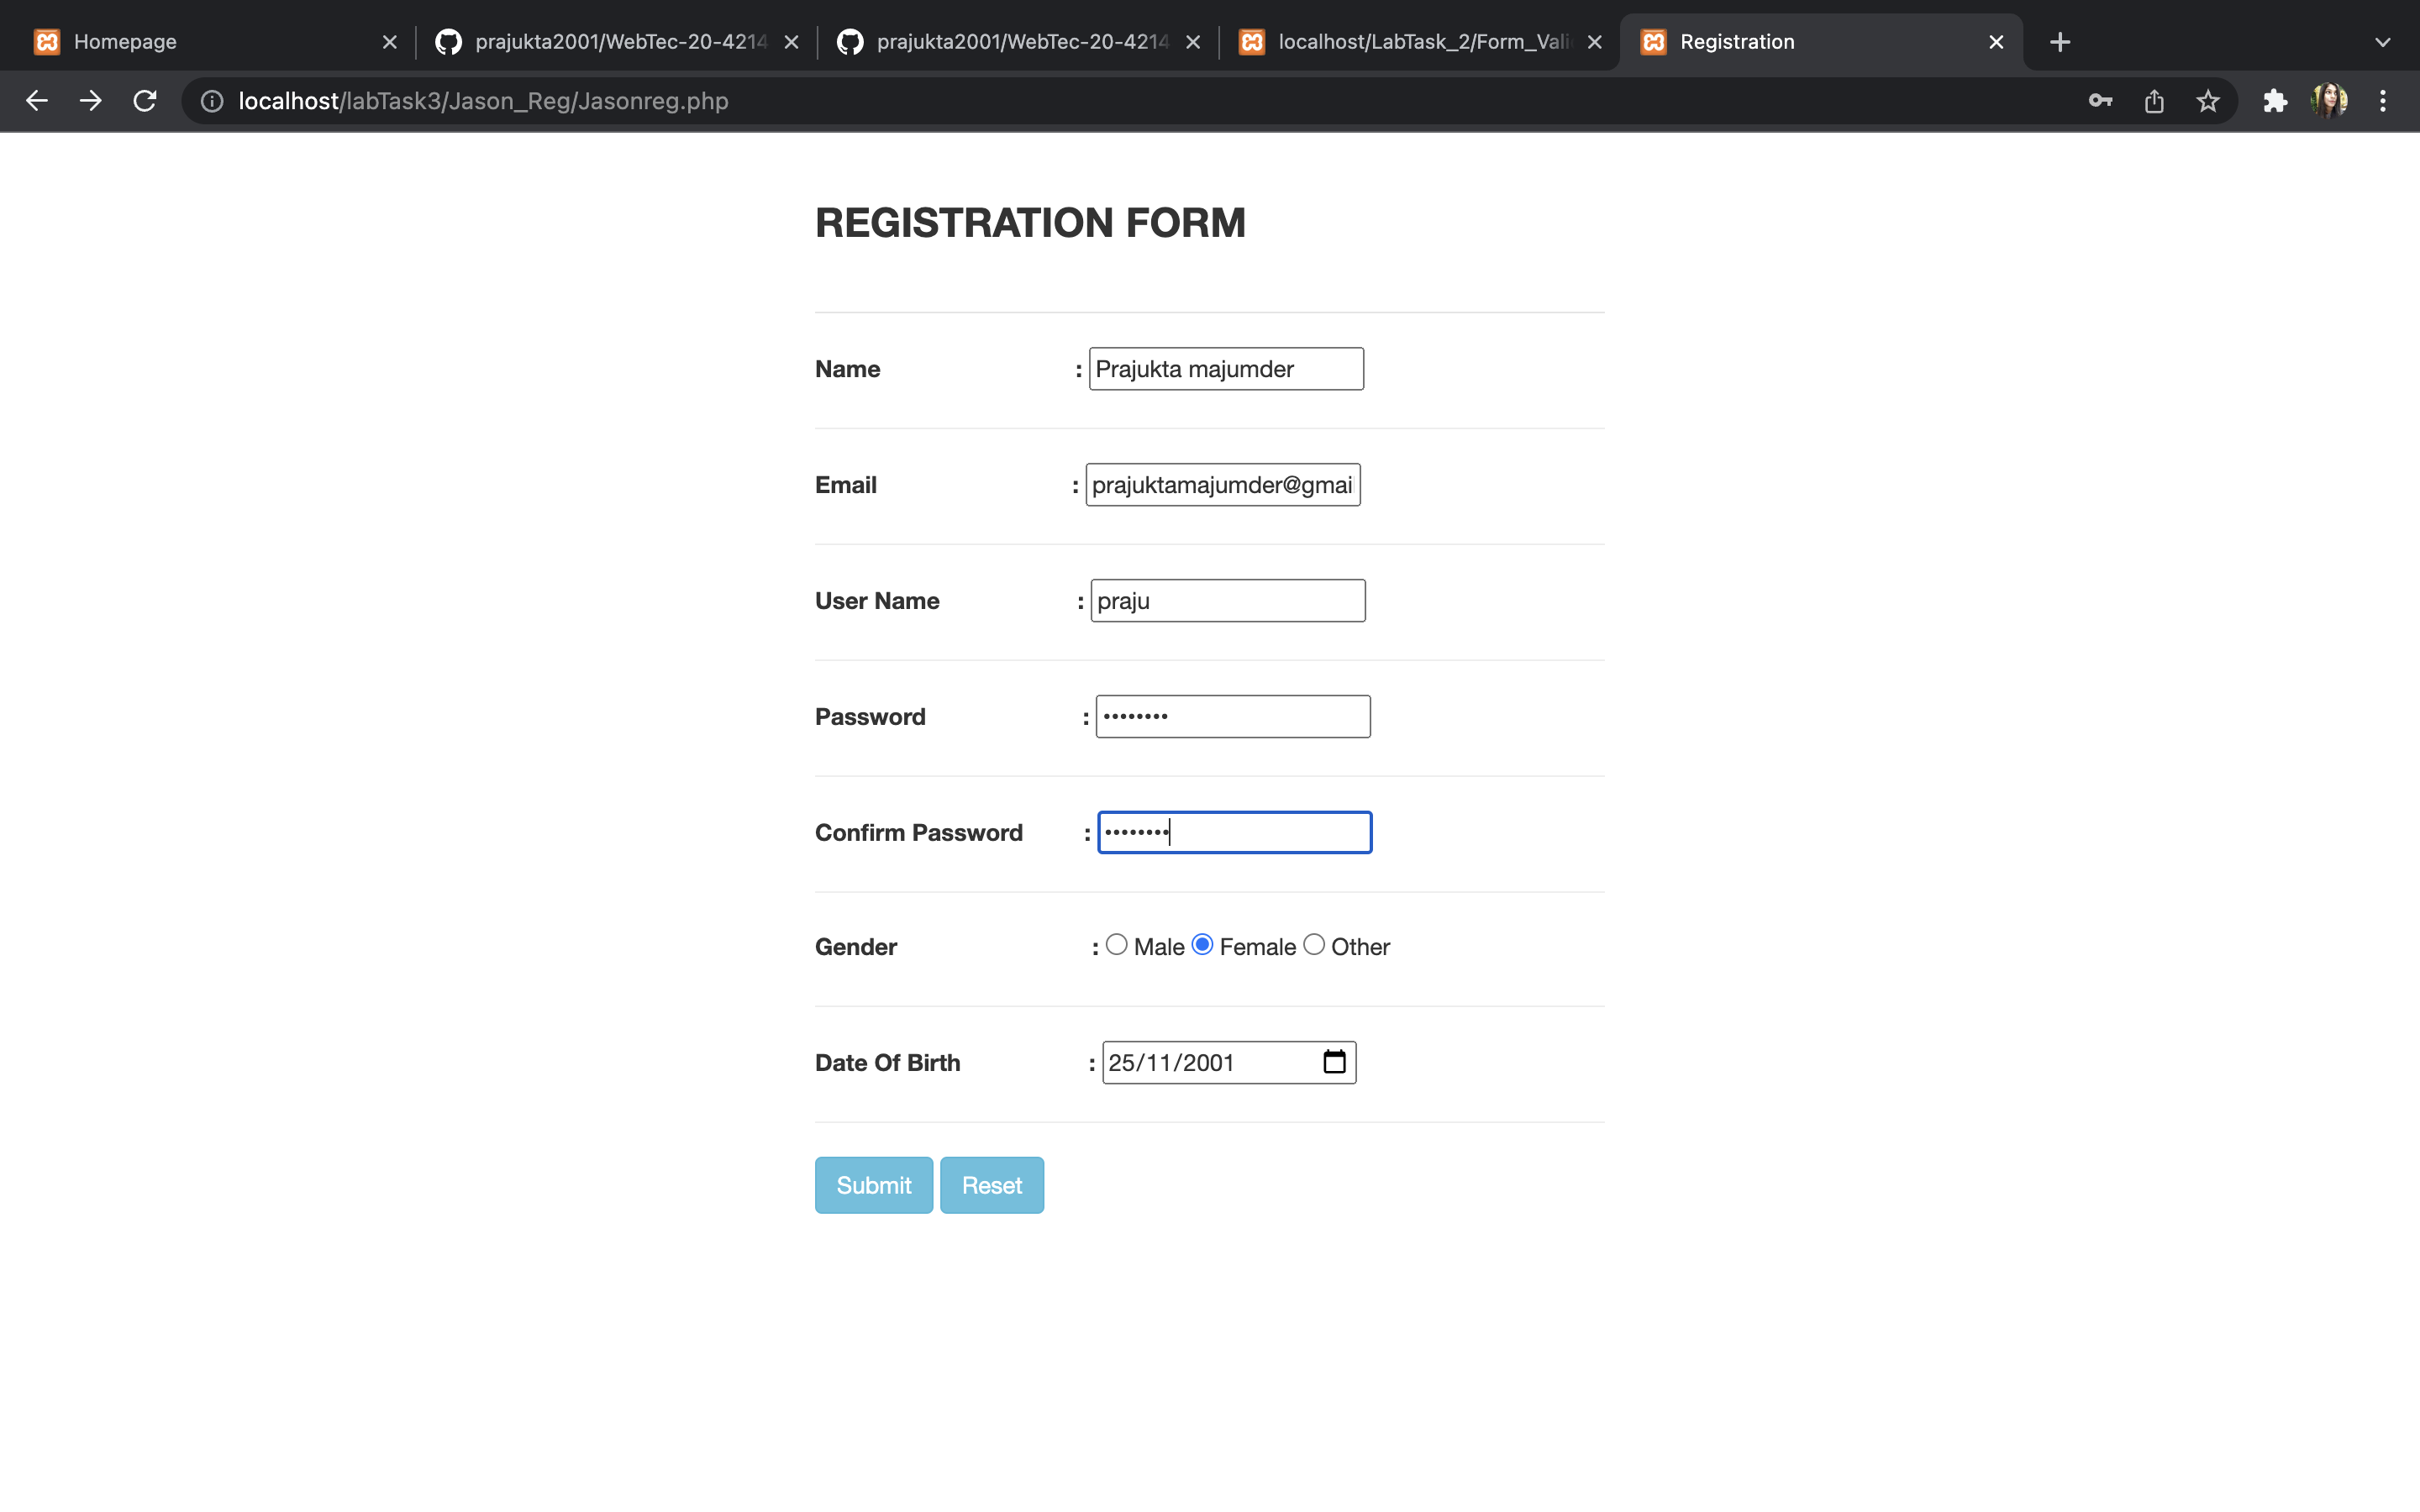 Homepage
prajukta2001/WebTec-20-4214
prajukta2001/WebTec-20-4214
localhost/LabTask_2/Form_Vali
Registration
localhost/labTask3/Jason_Reg/Jasonreg.php
REGISTRATION FORM
Name : Prajukta majumder
Email : prajuktamajumder@gmai
User Name : praju
Password : ••••••••
Confirm Password : ••••••••
Gender : Male Female Other
Date Of Birth : 25/11/2001
Submit Reset